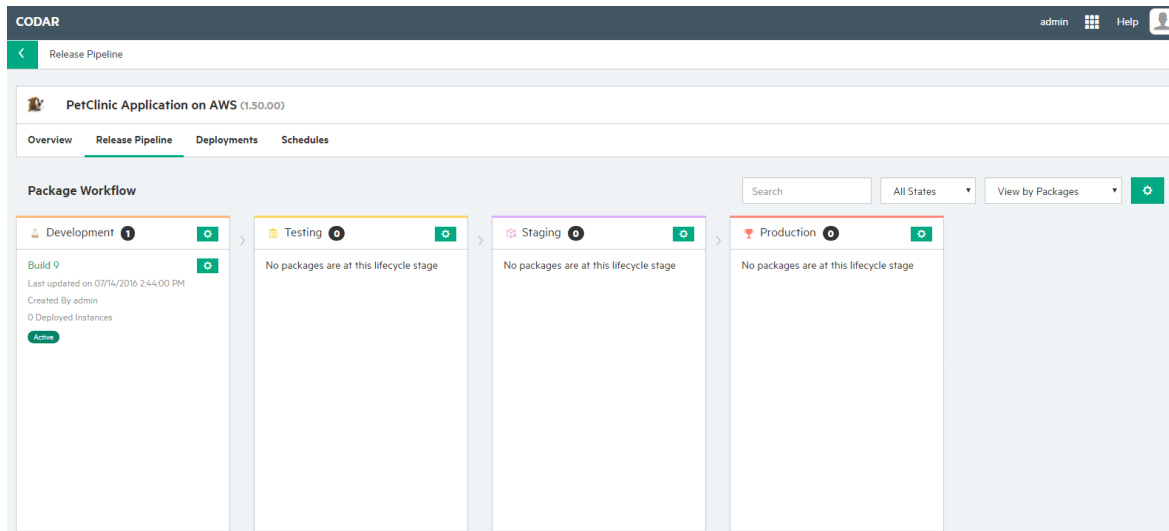 CODAR
admin Help
Release Pipeline
PetClinic Application on AWS (1.50.00)
Overview Release Pipeline Deployments Schedules
Package Workflow
Search
All States
View by Packages
Development 1
Testing 0
Staging 0
Production 0
Build 9
Last updated on 07/14/2016 2:44:00 PM
Created By admin
0 Deployed Instances
Active
No packages are at this lifecycle stage
No packages are at this lifecycle stage
No packages are at this lifecycle stage